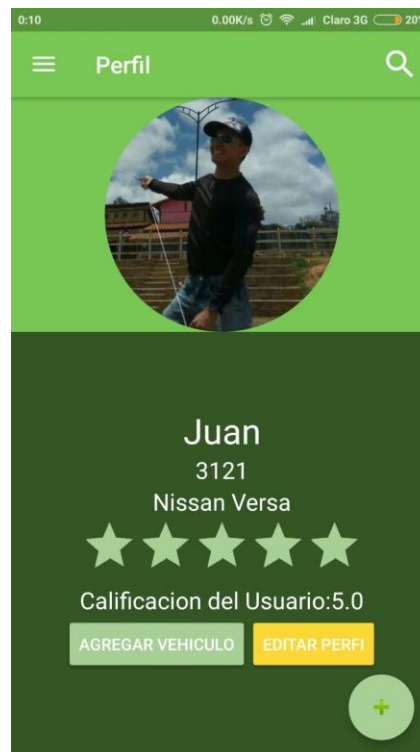 0:10 0.00K/s Claro 3G 20%
Perfil
Juan
3121
Nissan Versa
Calificacion del Usuario:5.0
AGREGAR VEHICULO EDITAR PERFI